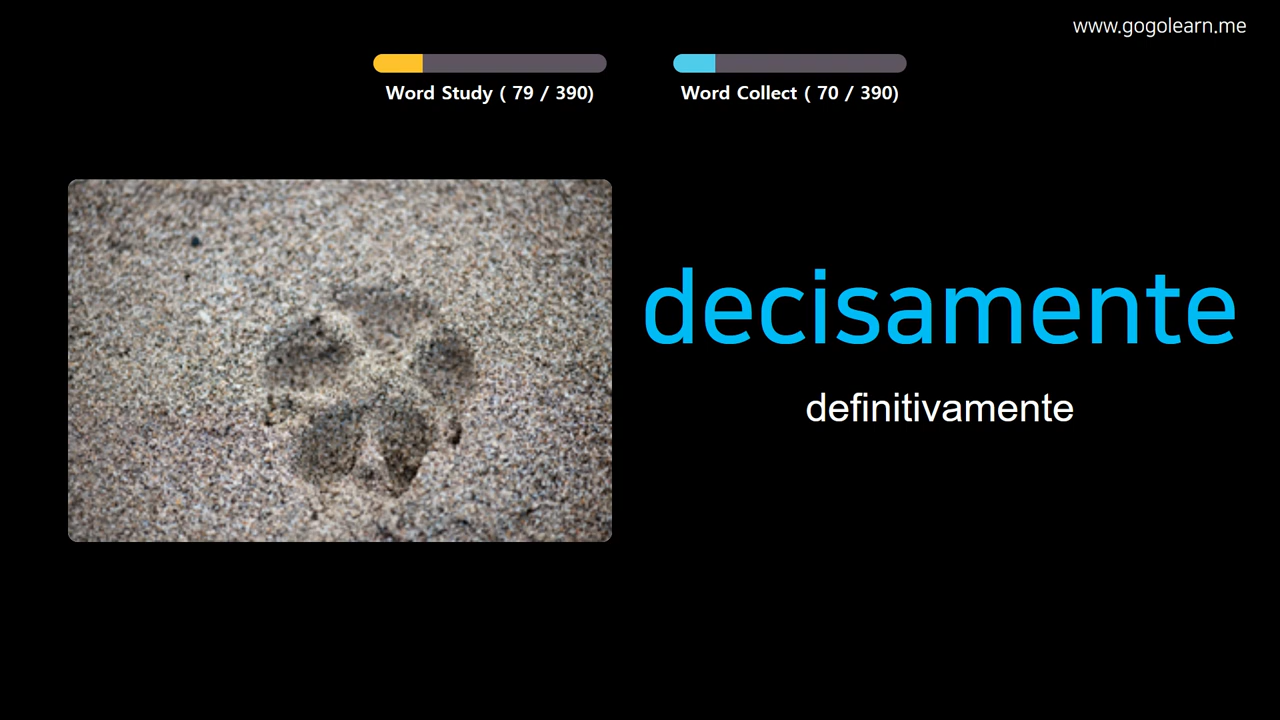 www.gogolearn.me
Word Study ( 79 / 390)
Word Collect ( 70 / 390)
decisamente
definitivamente